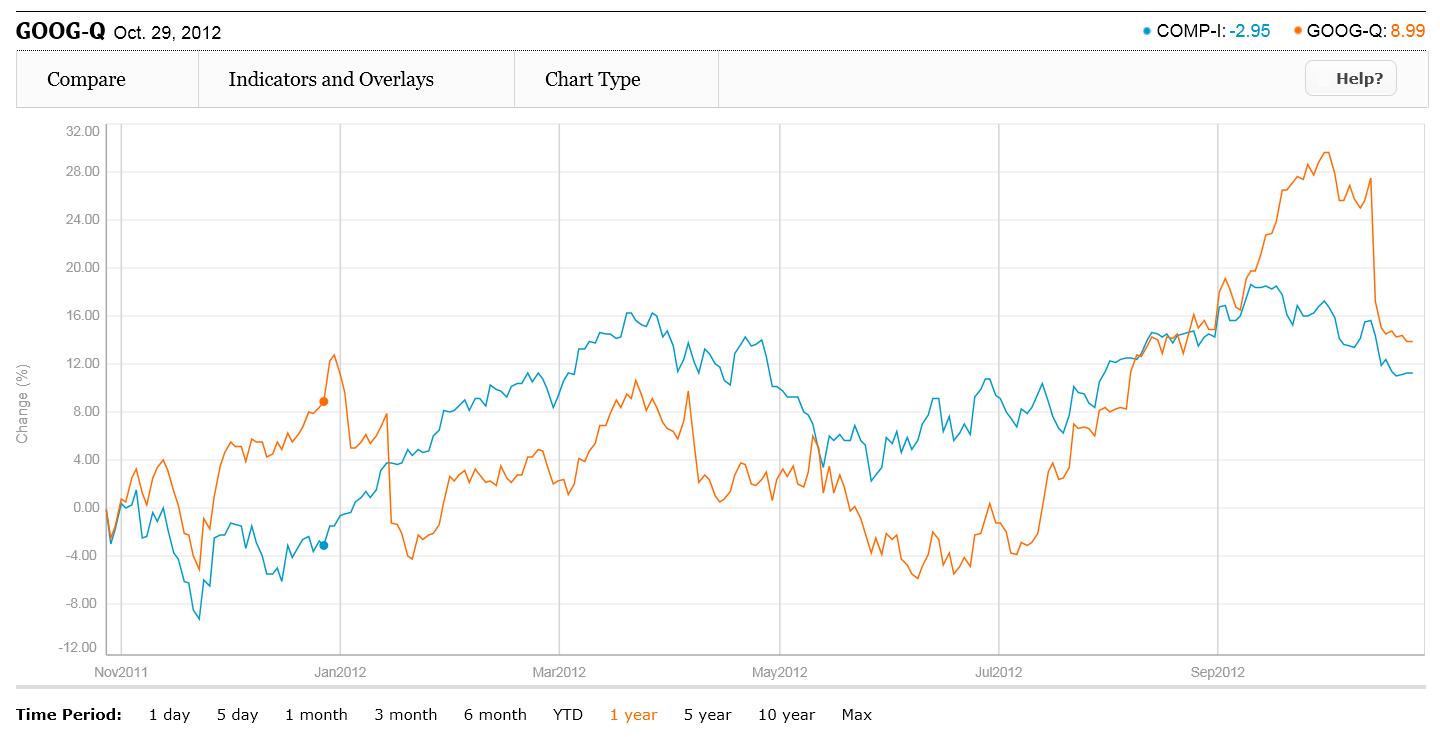 GOOG-Q Oct. 29, 2012 COMP-I: -2.95 GOOG-Q: 8.99
Compare Indicators and Overlays Chart Type Help?
32.00
28.00
24.00
20.00
16.00
12.00
8.00
4.00
0.00
-4.00
-8.00
-12.00
Change (%)
Nov2011 Jan2012 Mar2012 May2012 Jul2012 Sep2012
Time Period: 1 day 5 day 1 month 3 month 6 month YTD 1 year 5 year 10 year Max